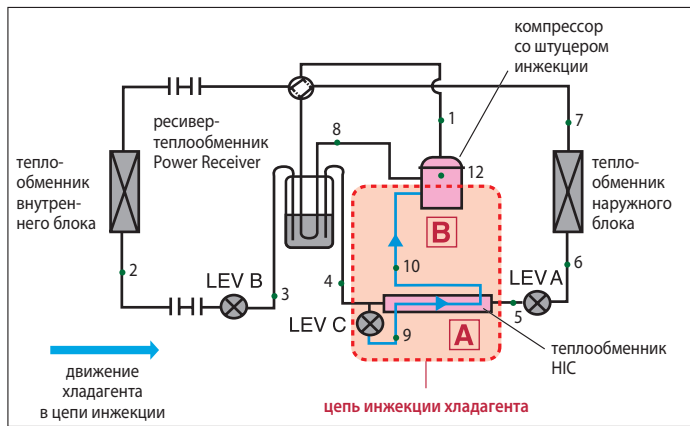 компрессор
со штуцером
инжекции
ресивер-
теплообменник
Power Receiver
8
1
7
12
тепло-
обменник
внутрен-
него блока
тепло-
обменник
наружного
блока
B
2
LEV B
3
4
10
LEV A
6
LEV C
9
A
5
движение
хладагента
в цепи инжекции
теплообменник
HIC
цепь инжекции хладагента